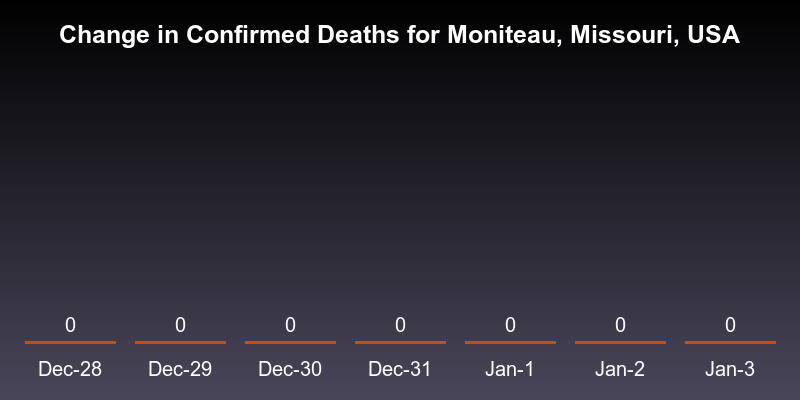 Change in Confirmed Deaths for Moniteau, Missouri, USA
0 0 0 0 0 0 0
Dec-28 Dec-29 Dec-30 Dec-31 Jan-1 Jan-2 Jan-3